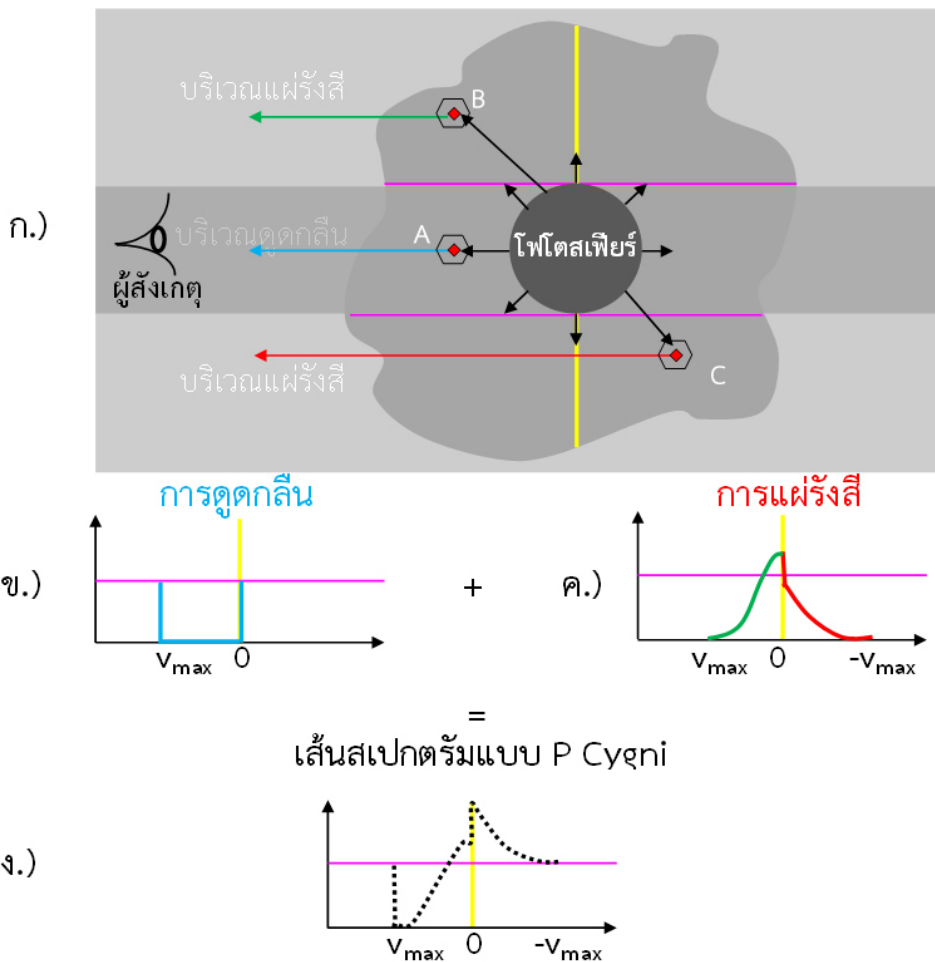 ก.)
บริเวณแผ่รังสี
B
บริเวณดูดกลืน
A
โฟโตสเฟียร์
ผู้สังเกตุ
บริเวณแผ่รังสี
C
การดูดกลืน
การแผ่รังสี
ข.)
+
ค.)
vmax 0
vmax 0 -vmax
=
เส้นสเปกตรัมแบบ P Cygni
ง.)
vmax 0 -vmax